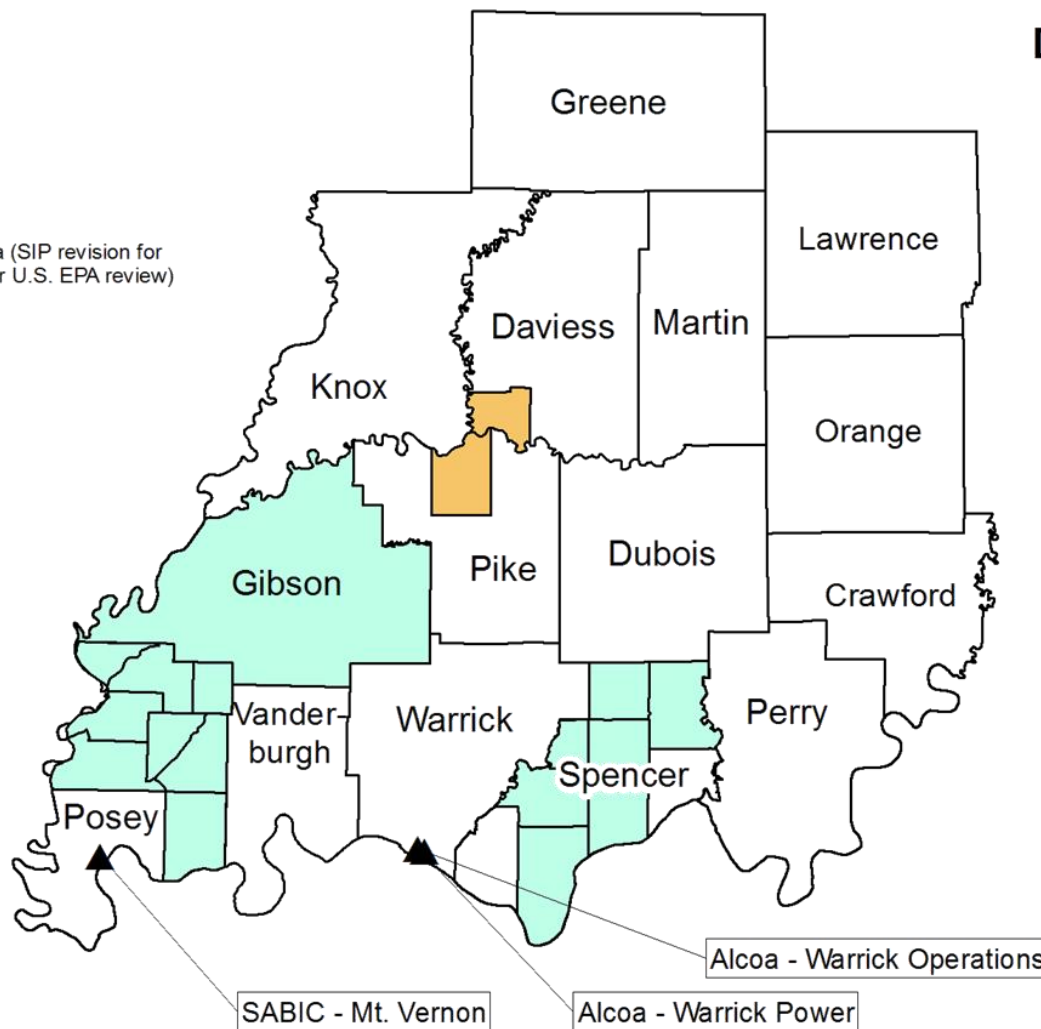 Greene
Lawrence
(SIP revision for
U.S. EPA review)
Daviess
Martin
Knox
Orange
Gibson
Pike
Dubois
Crawford
Vander-
burgh
Warrick
Perry
Spencer
Posey
Alcoa - Warrick Operations
SABIC - Mt. Vernon
Alcoa - Warrick Power